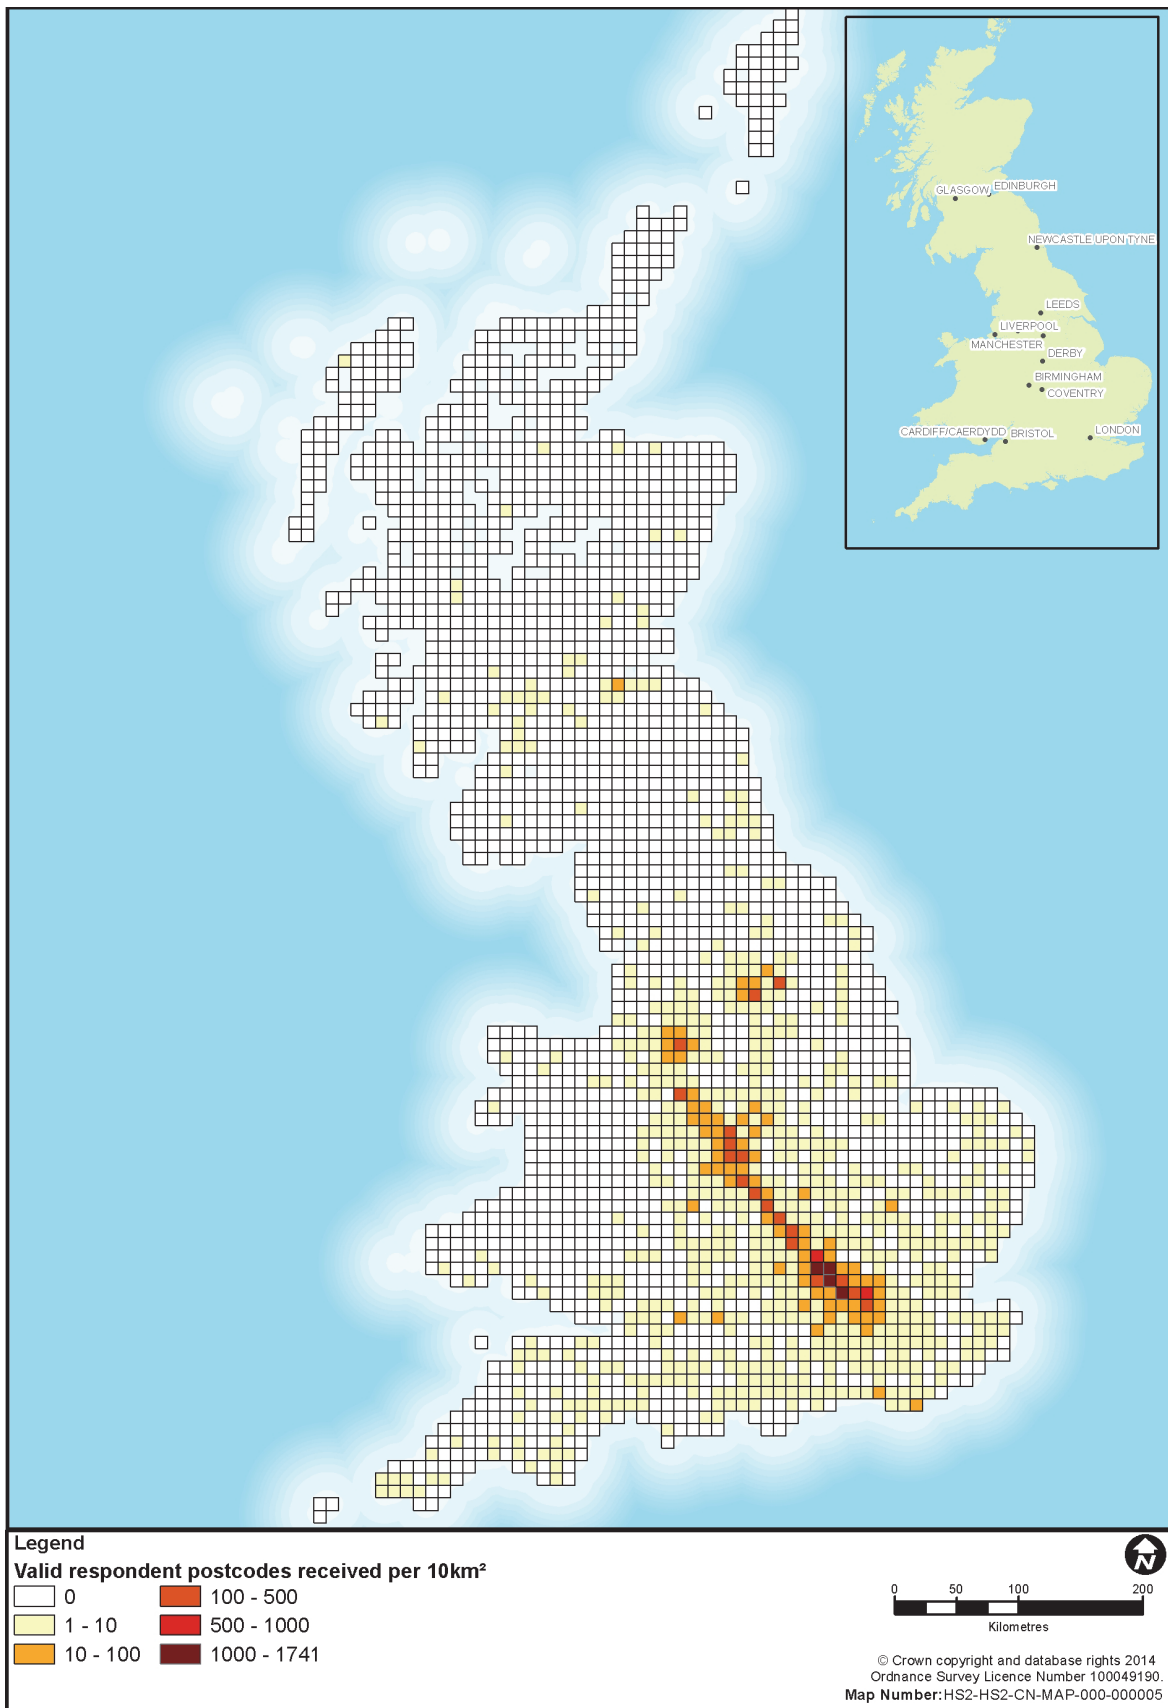 GLASGOW
EDINBURGH
NEWCASTLE UPON TYNE
LEEDS
LIVERPOOL
MANCHESTER
DERBY
BIRMINGHAM
COVENTRY
CARDIFF/CAERDYDD
BRISTOL
LONDON
Legend
Valid respondent postcodes received per 10km²
0
1 - 10
10 - 100
100 - 500
500 - 1000
1000 - 1741
N
0 50 100 200
Kilometres
© Crown copyright and database rights 2014
Ordnance Survey Licence Number 100049190.
Map Number:HS2-HS2-CN-MAP-000-000005